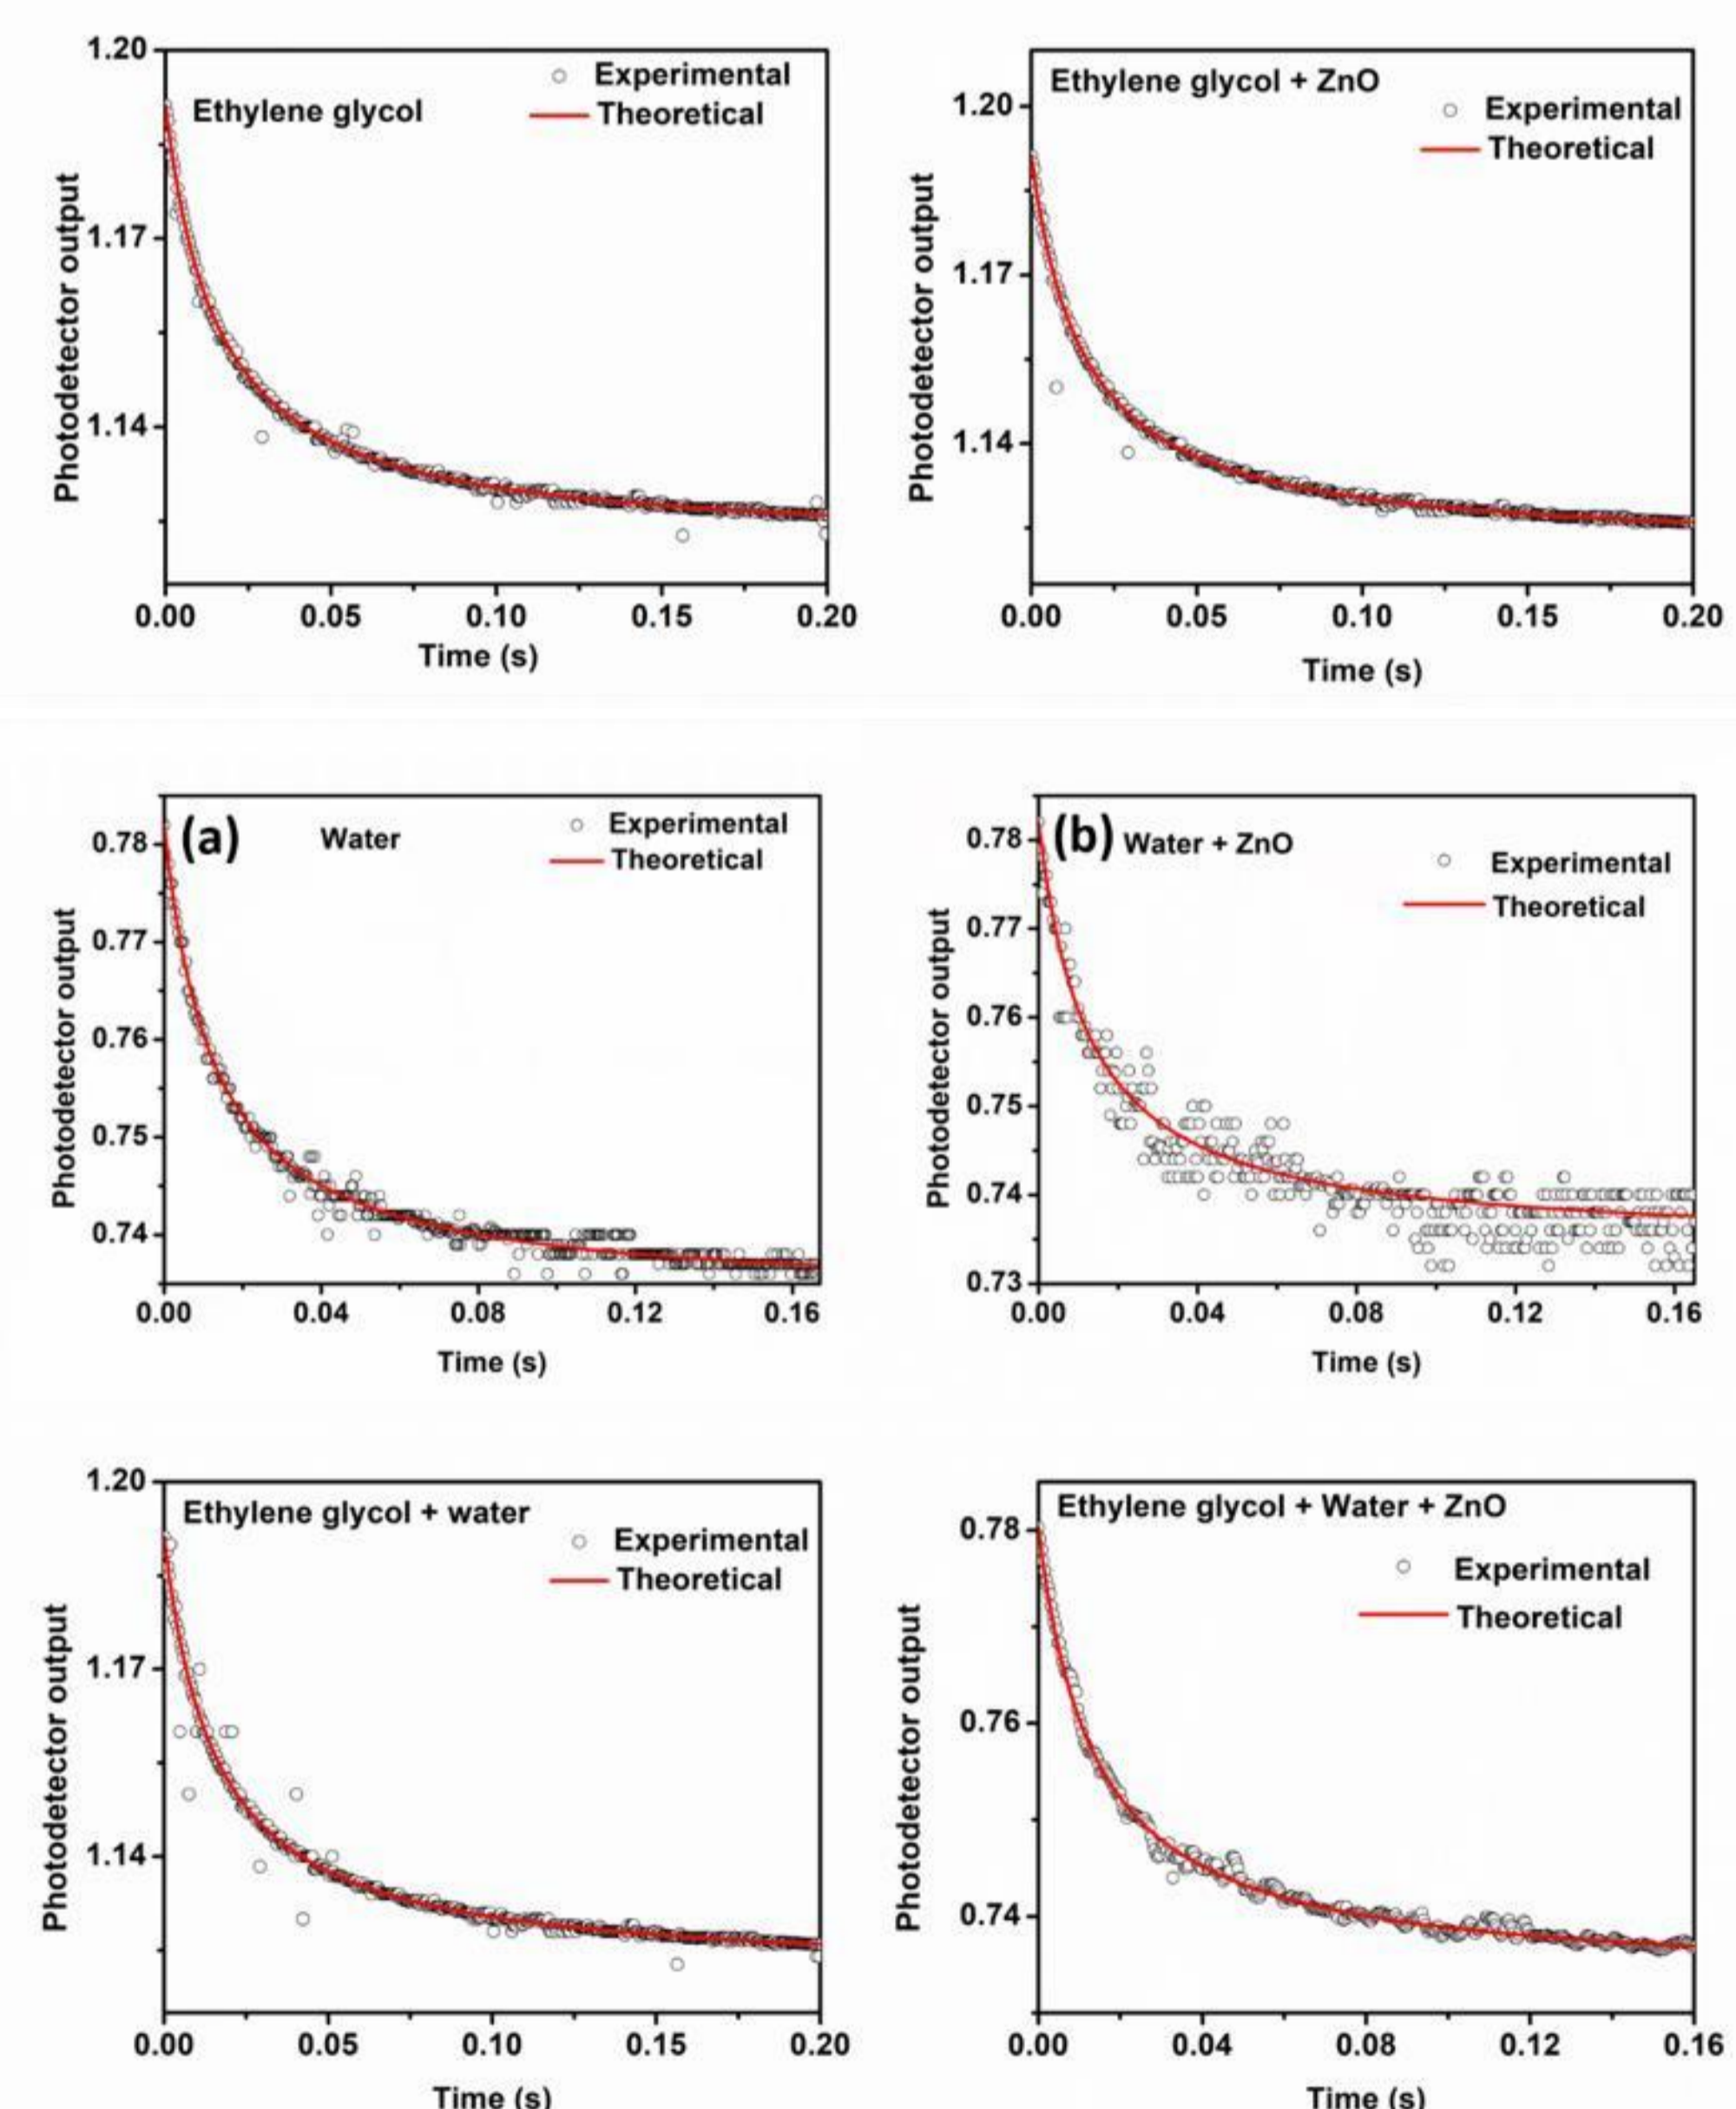 1.20
Experimental
Theoretical
Ethylene glycol
1.17
1.14
Photodetector output
0.00 0.05 0.10 0.15 0.20
Time (s)
Ethylene glycol + ZnO
1.20
Experimental
Theoretical
1.17
1.14
Photodetector output
0.00 0.05 0.10 0.15 0.20
Time (s)
(a) Water
Experimental
Theoretical
0.78
0.77
0.76
0.75
0.74
Photodetector output
0.00 0.04 0.08 0.12 0.16
Time (s)
(b) Water + ZnO
Experimental
Theoretical
0.78
0.77
0.76
0.75
0.74
0.73
Photodetector output
0.00 0.04 0.08 0.12 0.16
Time (s)
1.20
Ethylene glycol + water
Experimental
Theoretical
1.17
1.14
Photodetector output
0.00 0.05 0.10 0.15 0.20
Time (s)
Ethylene glycol + Water + ZnO
0.78
Experimental
Theoretical
0.76
0.74
Photodetector output
0.00 0.04 0.08 0.12 0.16
Time (s)